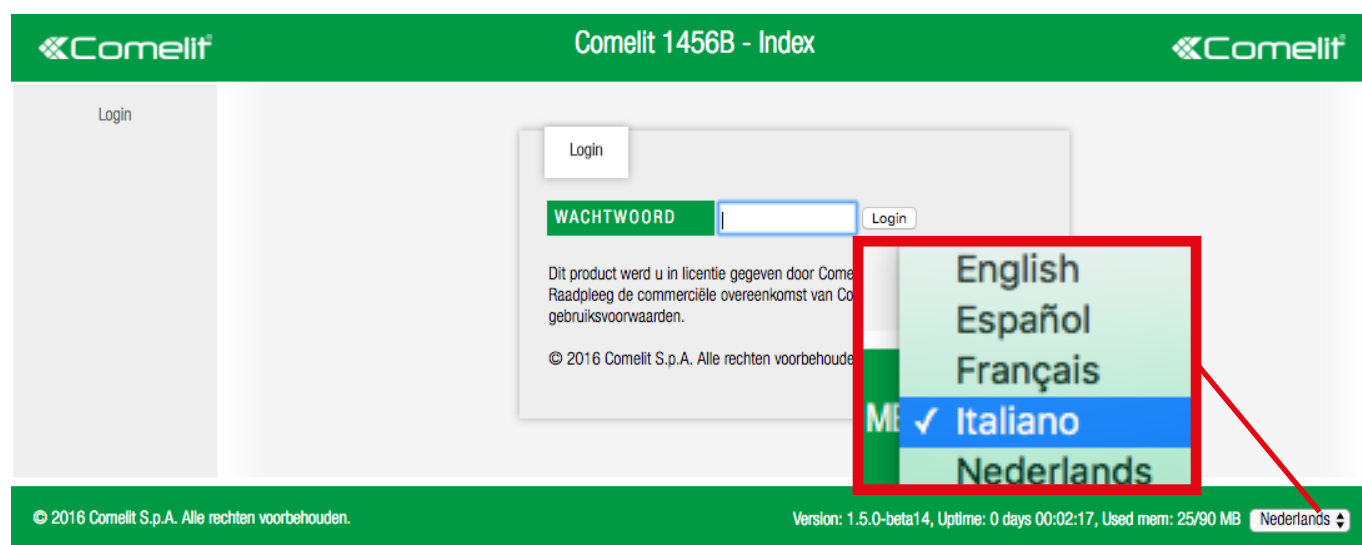 Comelit
Comelit 1456B - Index
Comelit
Login
Login
WACHTWOORD
Login
Dit product werd u in licentie gegeven door Come
Raadpleeg de commerciële overeenkomst van Co
gebruiksvoorwaarden.
© 2016 Comelit S.p.A. Alle rechten voorbehoude
English
Español
Français
M
✓ Italiano
Nederlands
© 2016 Comelit S.p.A. Alle rechten voorbehouden.
Version: 1.5.0-beta14, Uptime: 0 days 00:02:17, Used mem: 25/90 MB
Nederlands